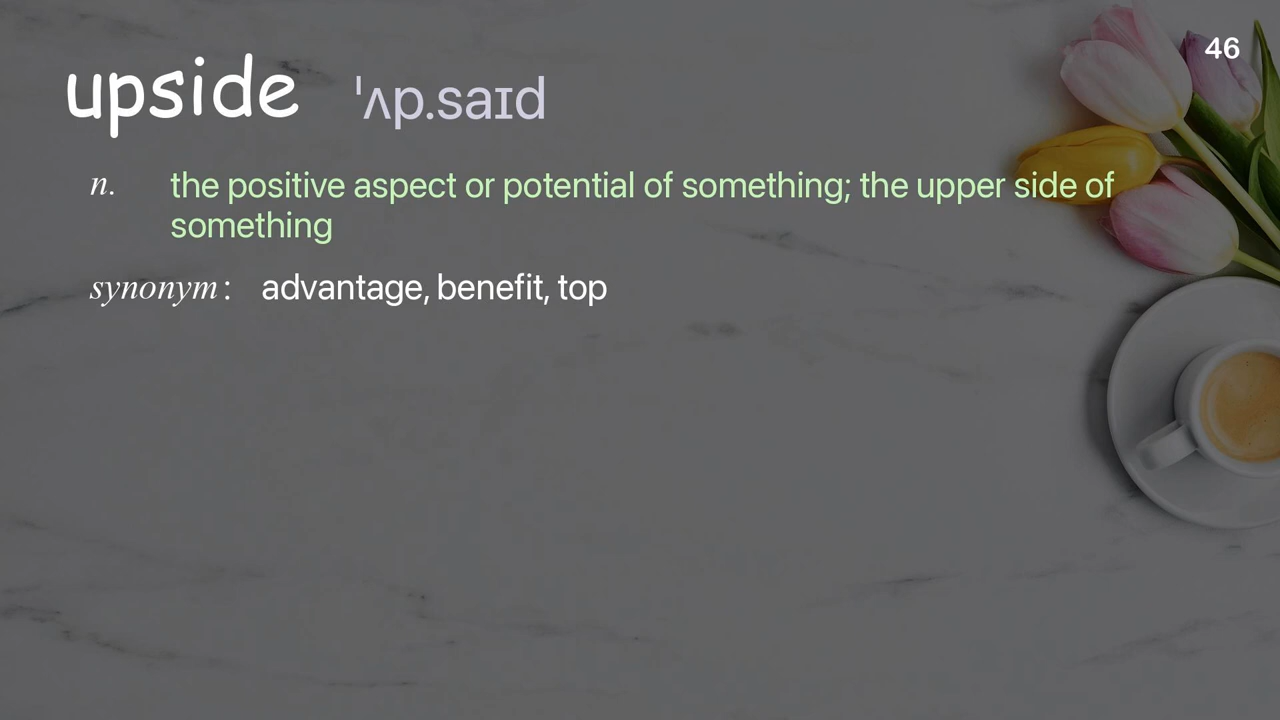 46
upside ˈʌp.saɪd
n. the positive aspect or potential of something; the upper side of
something
synonym: advantage, benefit, top